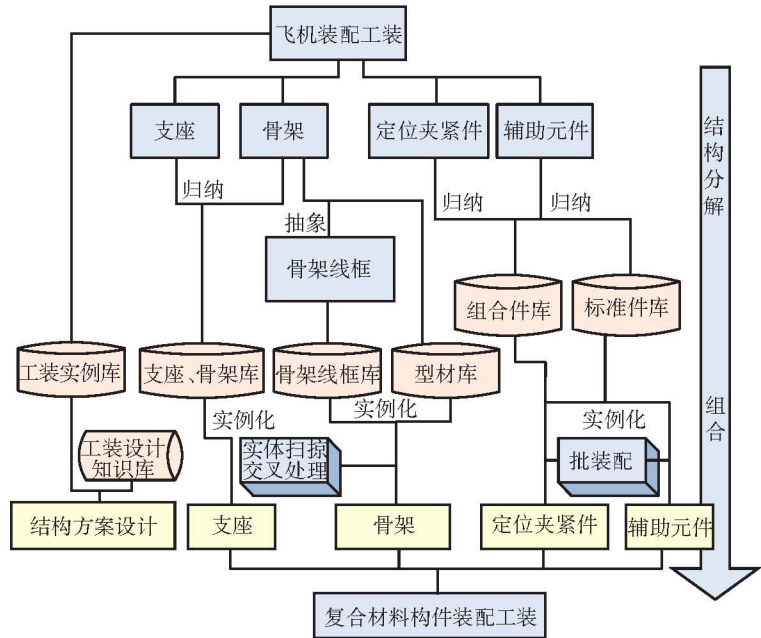 飞机装配工装
支座
骨架
定位夹紧件
辅助元件
结构分解
归纳
归纳
归纳
抽象
骨架线框
组合件库
标准件库
工装实例库
支座、骨架库
骨架线框库
型材库
组合
实例化
实例化
实例化
工装设计
知识库
实体扫掠
交叉处理
批装配
结构方案设计
支座
骨架
定位夹紧件
辅助元件
复合材料构件装配工装